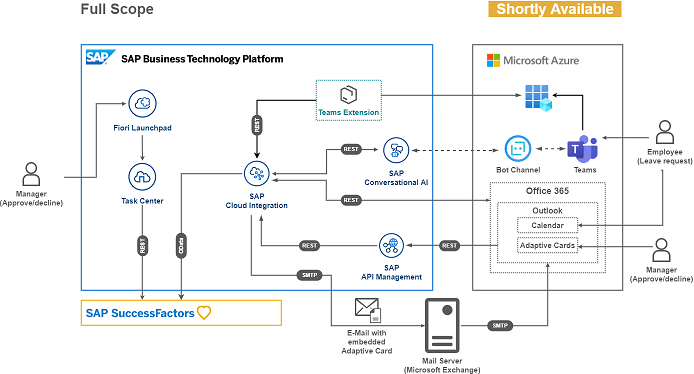 Full Scope
Shortly Available
SAP
SAP Business Technology Platform
Microsoft Azure
Teams Extension
REST
Fiori Launchpad
Employee
(Leave request)
REST
SAP
Conversational AI
Bot Channel
Teams
Manager
(Approve/decline)
Task Center
SAP
Cloud Integration
REST
Office 365
Outlook
Calendar
Adaptive Cards
REST
OData
REST
REST
SAP
API Management
Manager
(Approve/decline)
SMTP
SAP SuccessFactors
E-Mail with
embedded
Adaptive Card
SMTP
Mail Server
(Microsoft Exchange)